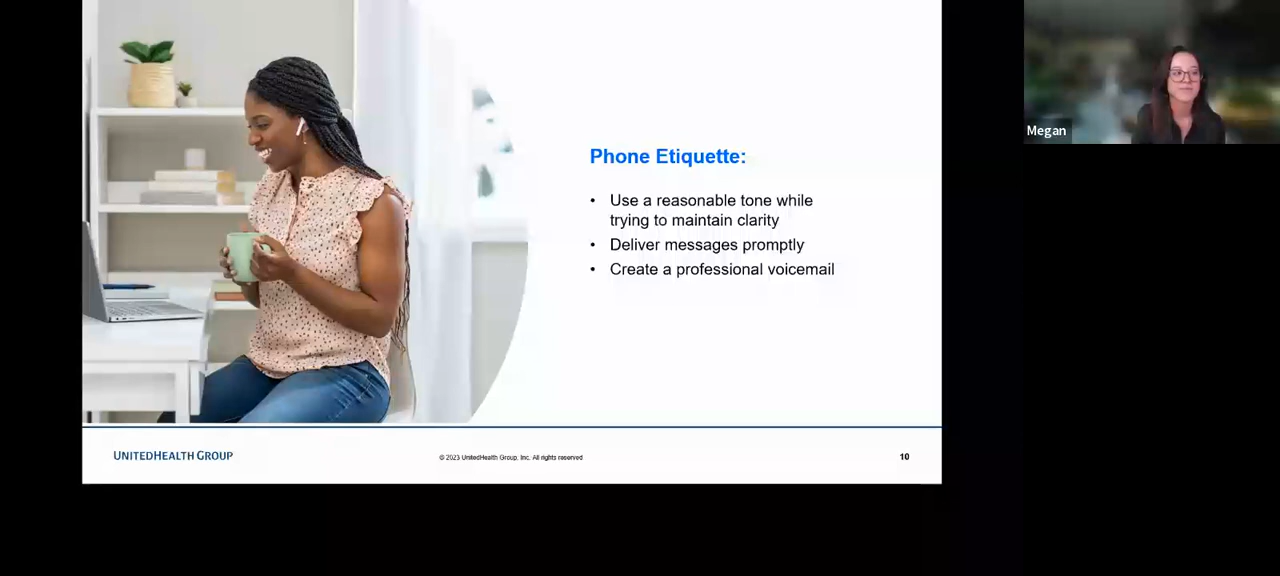 Phone Etiquette:
• Use a reasonable tone while
trying to maintain clarity
• Deliver messages promptly
• Create a professional voicemail
Megan
UNITEDHEALTH GROUP
© 2023 UnitedHealth Group, Inc. All rights reserved
10